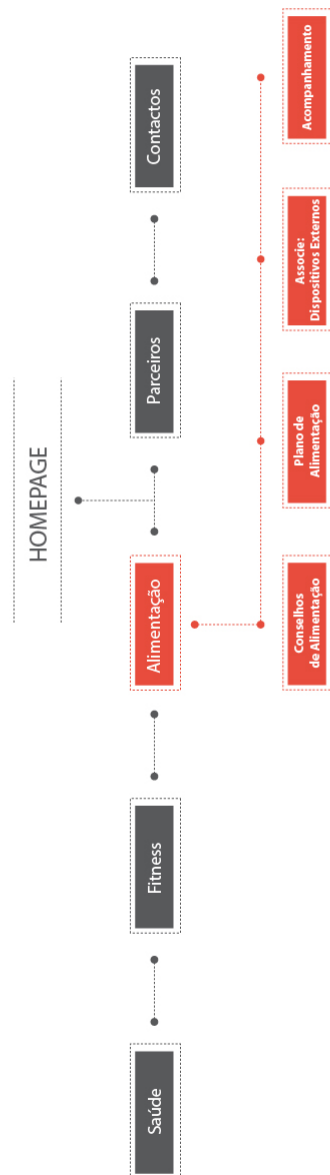 HOMEPAGE
Saúde
Fitness
Alimentação
Parceiros
Contactos
Conselhos
de Alimentação
Plano de
Alimentação
Associe:
Dispositivos Externos
Acompanhamento